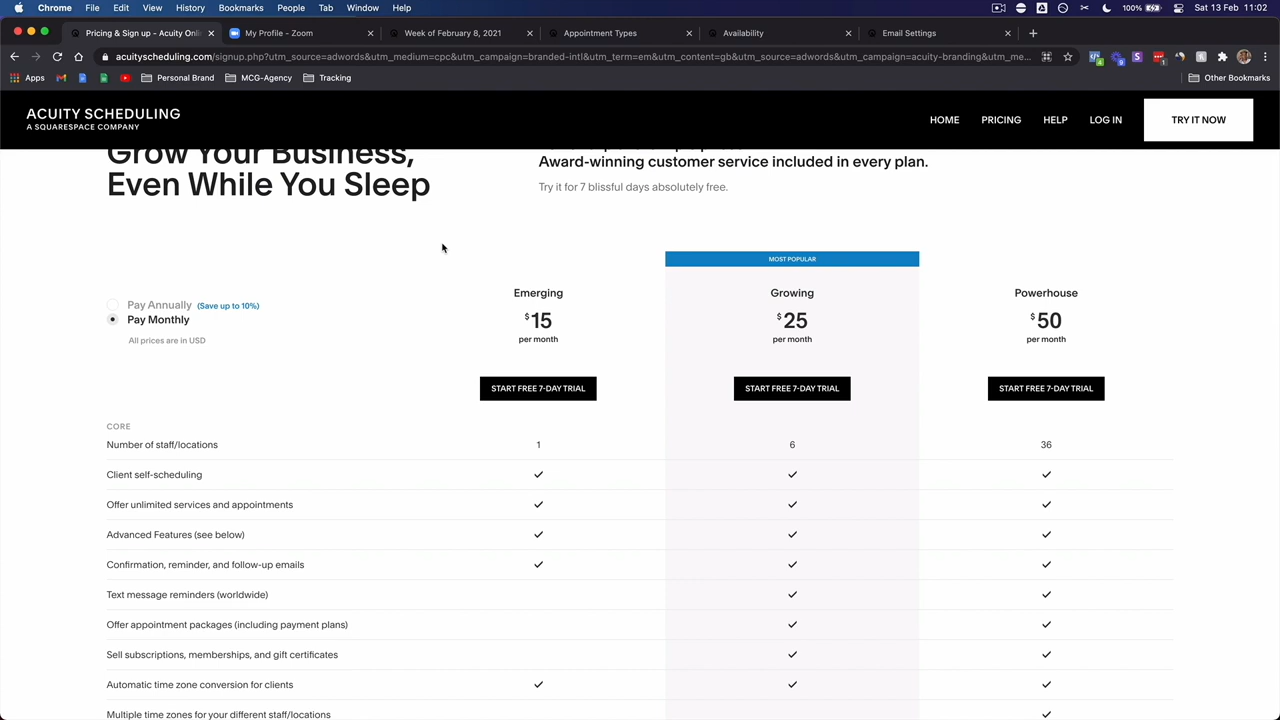 Chrome File Edit View History Bookmarks People Tab Window Help 100% Sat 13 Feb 11:02
Pricing & Sign up - Acuity Onli My Profile - Zoom Week of February 8, 2021 Appointment Types Availability Email Settings
acuityscheduling.com/signup.php?utm_source=adwords&utm_medium=cpc&utm_campaign=branded-intl&utm_term=em&utm_content=gb&utm_source=adwords&utm_campaign=acuity-branding&utm_me...
Apps Personal Brand MCG-Agency Tracking Other Bookmarks
ACUITY SCHEDULING
A SQUARESPACE COMPANY
HOME PRICING HELP LOG IN TRY IT NOW
Grow Your Business,
Even While You Sleep
Award-winning customer service included in every plan.
Try it for 7 blissful days absolutely free.
MOST POPULAR
Pay Annually (Save up to 10%)
Pay Monthly
All prices are in USD
Emerging Growing Powerhouse
$15 $25 $50
per month per month per month
START FREE 7-DAY TRIAL START FREE 7-DAY TRIAL START FREE 7-DAY TRIAL
CORE
Number of staff/locations 1 6 36
Client self-scheduling
Offer unlimited services and appointments
Advanced Features (see below)
Confirmation, reminder, and follow-up emails
Text message reminders (worldwide)
Offer appointment packages (including payment plans)
Sell subscriptions, memberships, and gift certificates
Automatic time zone conversion for clients
Multiple time zones for your different staff/locations